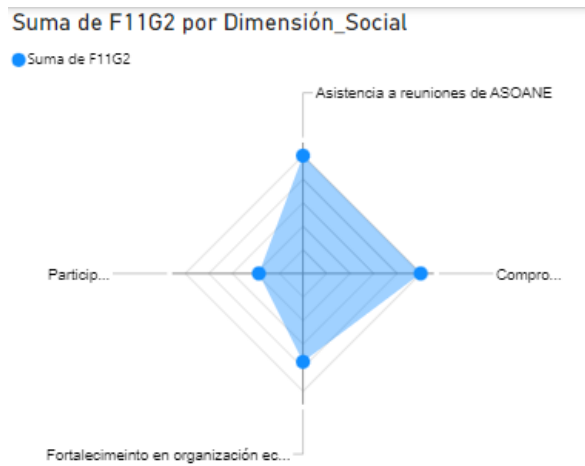 Suma de F11G2 por Dimensión_Social
Suma de F11G2
Asistencia a reuniones de ASOANE
Particip...
Compro...
Fortalecimeinto en organización ec...